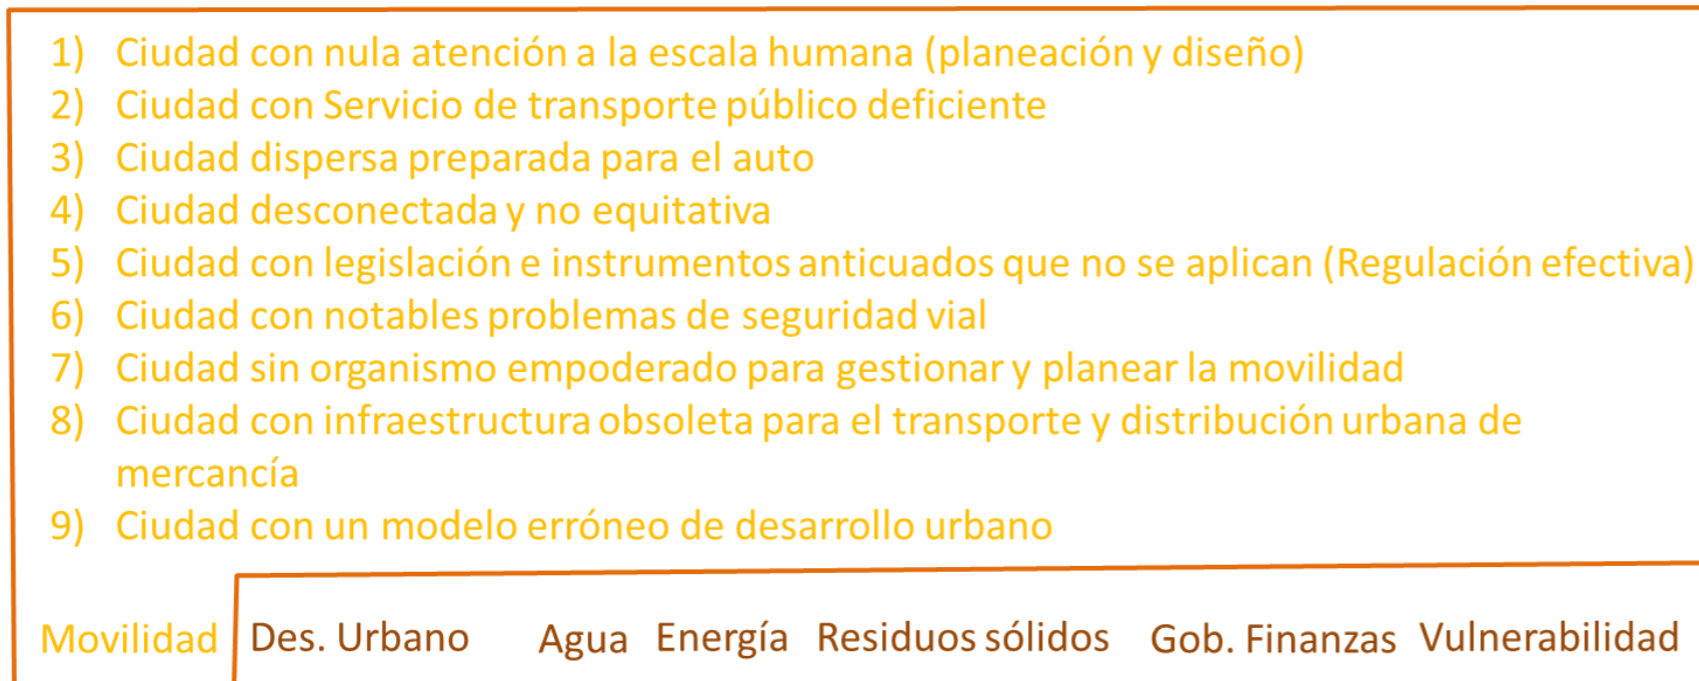 1) Ciudad con nula atención a la escala humana (planeación y diseño)
2) Ciudad con Servicio de transporte público deficiente
3) Ciudad dispersa preparada para el auto
4) Ciudad desconectada y no equitativa
5) Ciudad con legislación e instrumentos anticuados que no se aplican (Regulación efectiva)
6) Ciudad con notables problemas de seguridad vial
7) Ciudad sin organismo empoderado para gestionar y planear la movilidad
8) Ciudad con infraestructura obsoleta para el transporte y distribución urbana de
mercancía
9) Ciudad con un modelo erróneo de desarrollo urbano
Movilidad Des. Urbano Agua Energía Residuos sólidos Gob. Finanzas Vulnerabilidad